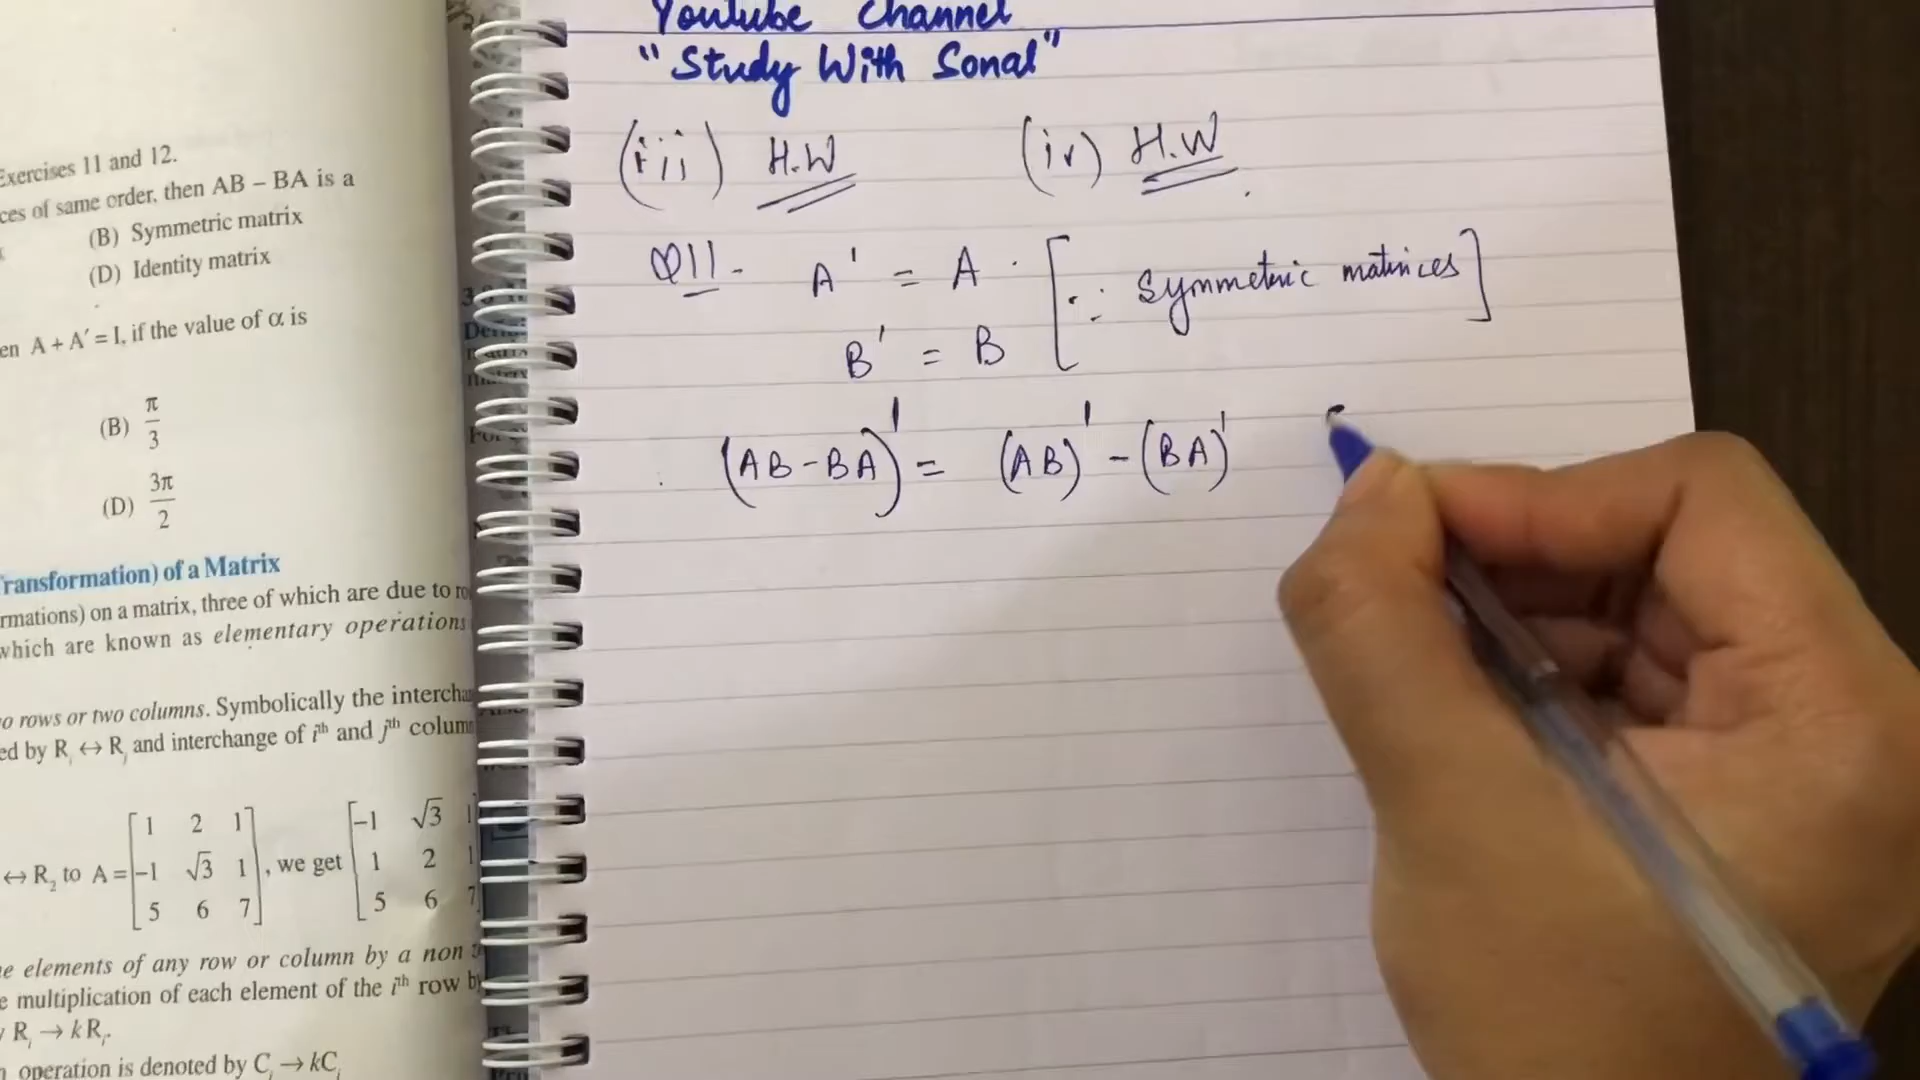 Exercises 11 and 12.
ces of same order, then AB – BA is a
(B) Symmetric matrix
(D) Identity matrix
en A + A′ = I, if the value of α is
(B) π/3
(D) 3π/2
ransformation) of a Matrix
rmations) on a matrix, three of which are due to
which are known as elementary operations
o rows or two columns. Symbolically the
ed by Rᵢ ↔ Rⱼ and interchange of iᵗʰ and jᵗʰ colum
↔ R₂ to A = [1 2 1; -1 √3 1; 5 6 7], we get [-1 √3 1; 1 2 1; 5 6 7]
e elements of any row or column by a non
e multiplication of each element of the iᵗʰ row by
Rᵢ → kRᵢ.
operation is denoted by Cᵢ → kCᵢ
Youtube Channel
"Study With Sonal"
(iii) H.W (iv) H.W
Q11- A' = A . [∵ Symmetric matrices]
B' = B
(AB-BA)' = (AB)' - (BA)'